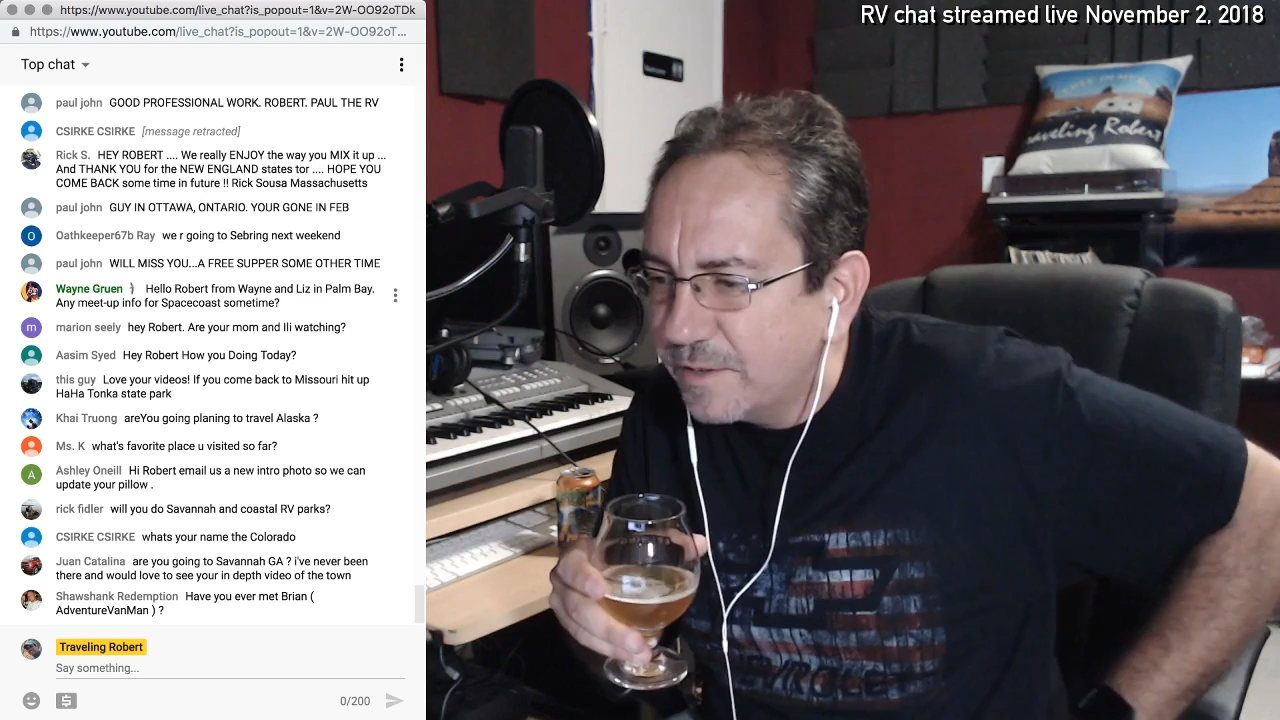 https://www.youtube.com/live_chat?is_popout=1&v=2W-OO92oTDk
RV chat streamed live November 2, 2018
https://www.youtube.com/live_chat?is_popout=1&v=2W-OO92oT...
Top chat
paul john GOOD PROFESSIONAL WORK. ROBERT. PAUL THE RV
CSIRKE CSIRKE [message retracted]
Rick S. HEY ROBERT .... We really ENJOY the way you MIX it up ...
And THANK YOU for the NEW ENGLAND states tor .... HOPE YOU
COME BACK some time in future !! Rick Sousa Massachusetts
paul john GUY IN OTTAWA, ONTARIO. YOUR GONE IN FEB
O
Oathkeeper67b Ray we r going to Sebring next weekend
paul john WILL MISS YOU...A FREE SUPPER SOME OTHER TIME
Wayne Gruen Hello Robert from Wayne and Liz in Palm Bay.
Any meet-up info for Spacecoast sometime?
m
marion seely hey Robert. Are your mom and Ili watching?
Aasim Syed Hey Robert How you Doing Today?
this guy Love your videos! If you come back to Missouri hit up
HaHa Tonka state park
Khai Truong areYou going planing to travel Alaska ?
Ms. K what's favorite place u visited so far?
A
Ashley Oneill Hi Robert email us a new intro photo so we can
update your pillow .
rick fidler will you do Savannah and coastal RV parks?
CSIRKE CSIRKE whats your name the Colorado
Juan Catalina are you going to Savannah GA ? i've never been
there and would love to see your in depth video of the town
Shawshank Redemption Have you ever met Brian (
AdventureVanMan ) ?
Traveling Robert
Say something...
0/200
Traveling Robert
CHEVROLET